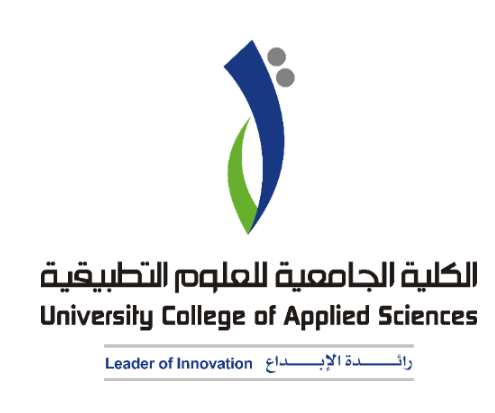 الكلية الجامعية للعلوم التطبيقية
University College of Applied Sciences
Leader of Innovation رائـــدة الإبـــداع